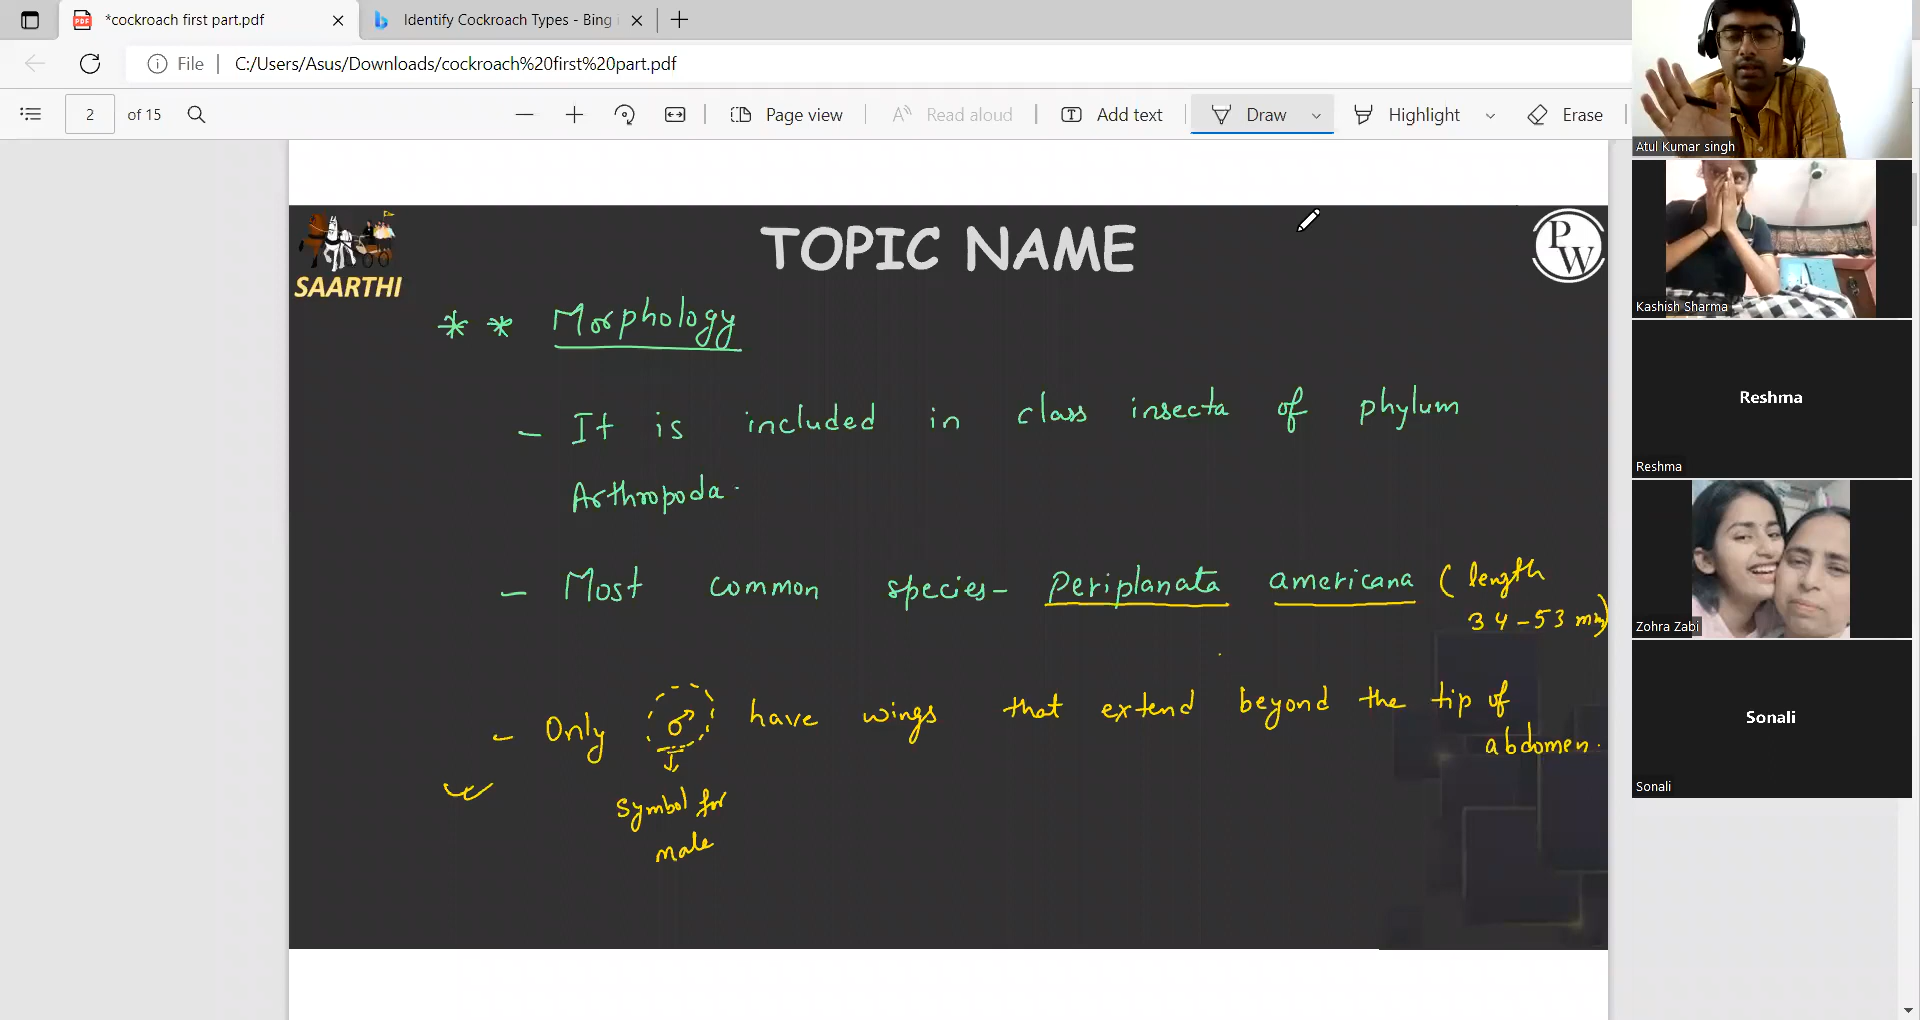 *cockroach first part.pdf
Identify Cockroach Types - Bing i
File
C:/Users/Asus/Downloads/cockroach%20first%20part.pdf
2 of 15
Page view
Read aloud
Add text
Draw
Highlight
Erase
SAARTHI
TOPIC NAME
PW
** Morphology
- It is included in class insecta of phylum
Arthropoda.
- Most common species- periplanata americana (length
34-53 mm)
- Only ♂ have wings that extend beyond the tip of
abdomen.
symbol for
male
Atul Kumar singh
Kashish Sharma
Reshma
Reshma
Zohra Zabi
Sonali
Sonali